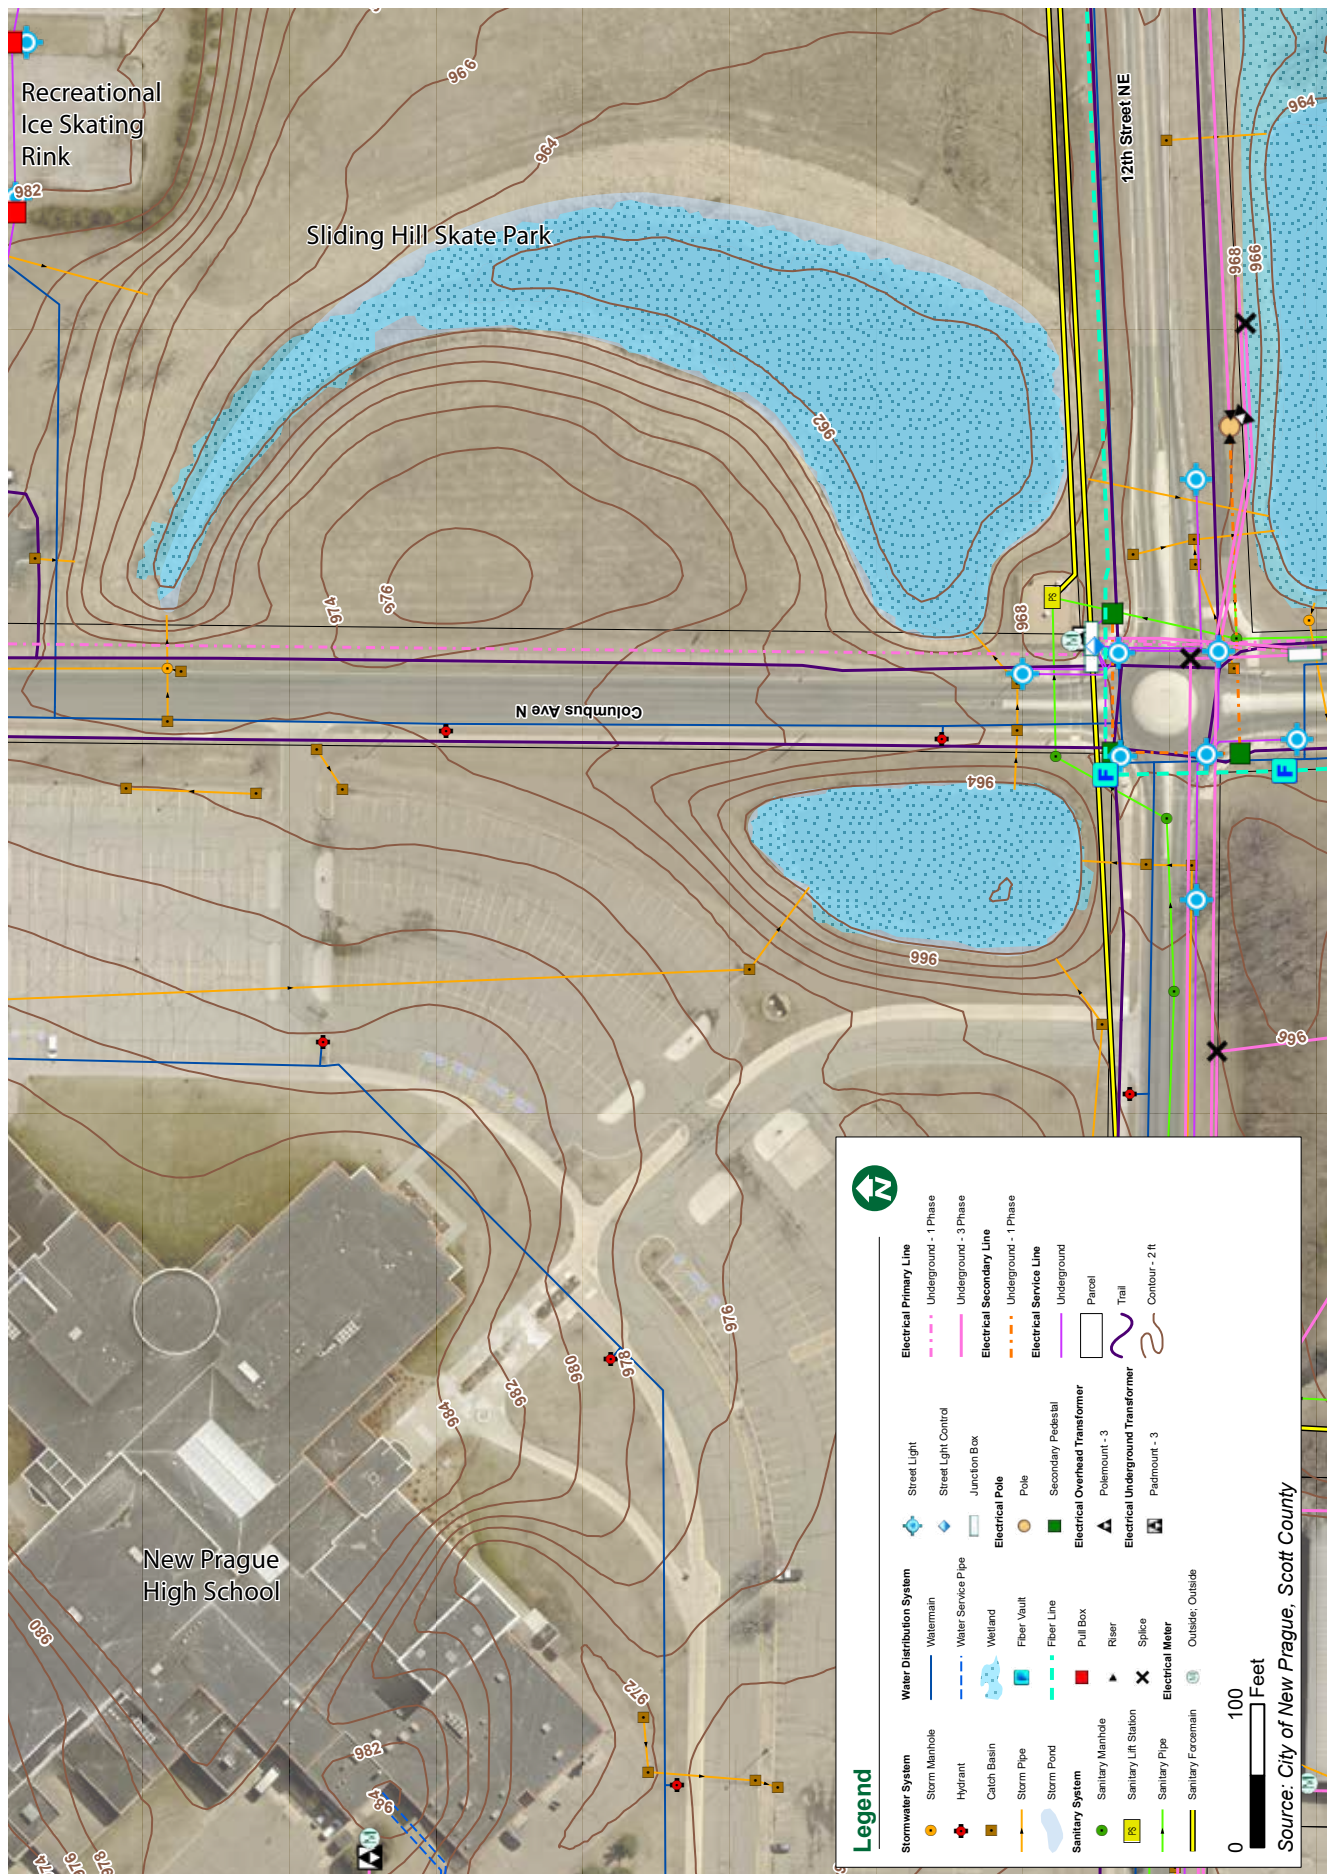 Recreational
Ice Skating
Rink
982
966
964
Sliding Hill Skate Park
12th Street NE
964
968
966
962
976
974
968
PS
M
Columbus Ave N
964
F
F
966
966
976
978
980
982
984
New Prague
High School
980
972
982
984
M
974
976
978
M
Legend
N
Stormwater System
Storm Manhole
Hydrant
Catch Basin
Storm Pipe
Storm Pond
Sanitary System
Sanitary Manhole
PS Sanitary Lift Station
Sanitary Pipe
Sanitary Forcemain
Water Distribution System
Watermain
Water Service Pipe
Wetland
Fiber Vault
Fiber Line
Pull Box
Riser
Splice
Electrical Meter
M Outside; Outside
Street Light
Street Lght Control
Junction Box
Electrical Pole
Pole
Secondary Pedestal
Electrical Overhead Transformer
Polemount - 3
Electrical Underground Transformer
Padmount - 3
Electrical Primary Line
Underground - 1 Phase
Underground - 3 Phase
Electrical Secondary Line
Underground - 1 Phase
Electrical Service Line
Underground
Parcel
Trail
Contour - 2 ft
0 100
Feet
Source: City of New Prague, Scott County